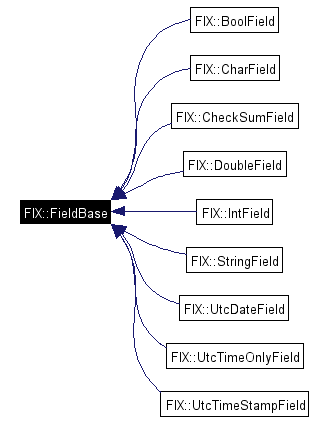 FIX::BoolField
FIX::CharField
FIX::CheckSumField
FIX::DoubleField
FIX::FieldBase
FIX::IntField
FIX::StringField
FIX::UtcDateField
FIX::UtcTimeOnlyField
FIX::UtcTimeStampField